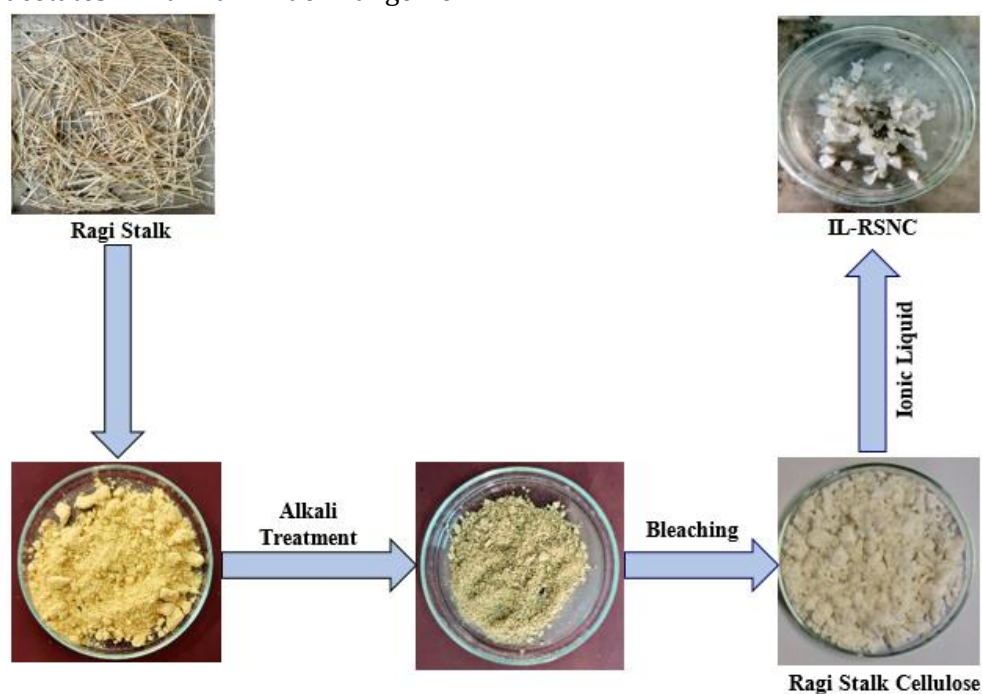 Ragi Stalk
Alkali
Treatment
Bleaching
Ragi Stalk Cellulose
Ionic Liquid
IL-RSNC